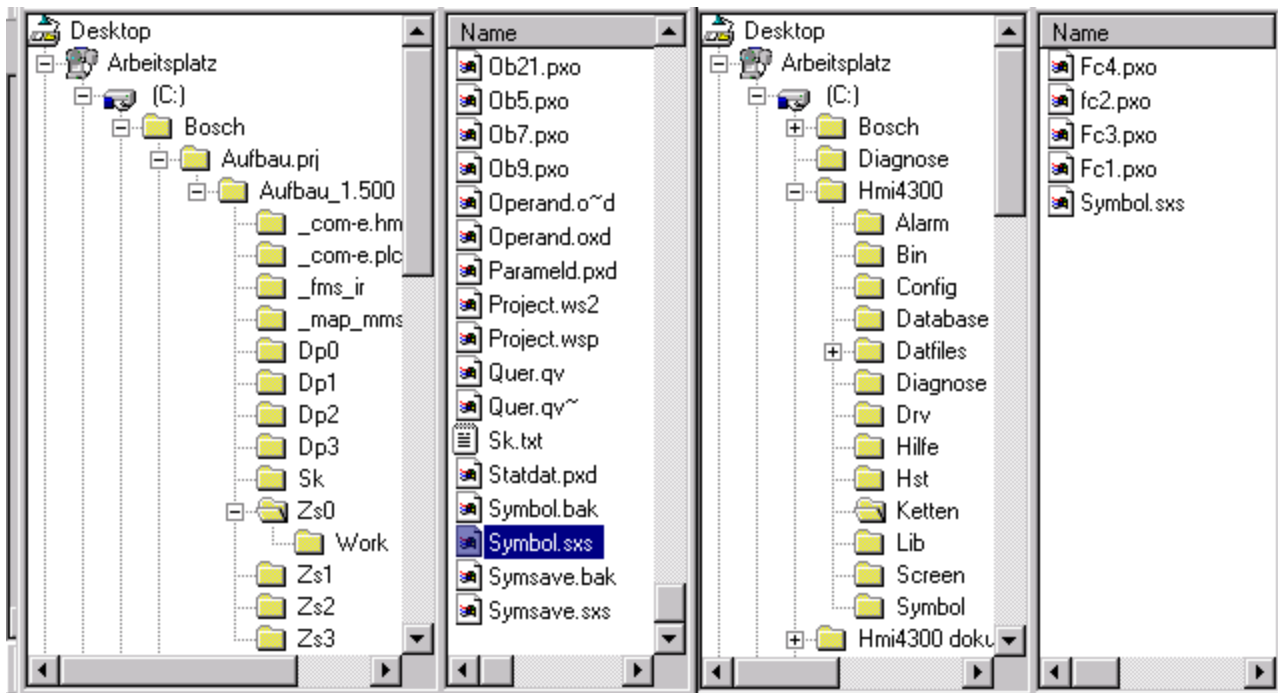 Desktop
Arbeitsplatz
(C:)
Bosch
Aufbau.prj
Aufbau_1.500
_com-e.hm
_com-e.plc
_fms_ir
_map_mms
Dp0
Dp1
Dp2
Dp3
Sk
Zs0
Work
Zs1
Zs2
Zs3
Name
Ob21.pxo
Ob5.pxo
Ob7.pxo
Ob9.pxo
Operand.o~d
Operand.oxd
Parameld.pxd
Project.ws2
Project.wsp
Quer.qv
Quer.qv~
Sk.txt
Statdat.pxd
Symbol.bak
Symbol.sxs
Symsave.bak
Symsave.sxs
Desktop
Arbeitsplatz
(C:)
Bosch
Diagnose
Hmi4300
Alarm
Bin
Config
Database
Datfiles
Diagnose
Drv
Hilfe
Hst
Ketten
Lib
Screen
Symbol
Hmi4300 doku
Name
Fc4.pxo
fc2.pxo
Fc3.pxo
Fc1.pxo
Symbol.sxs